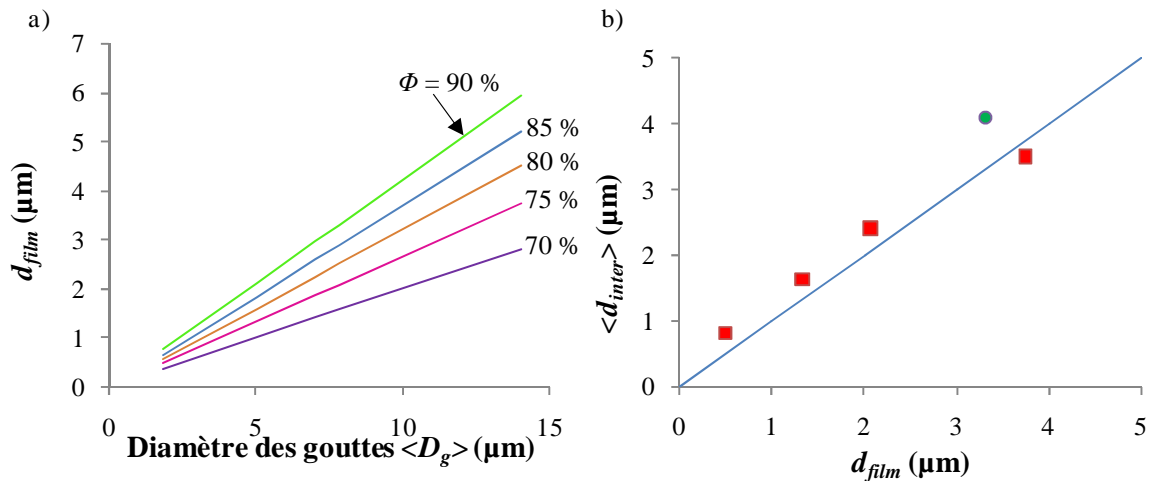 a)
7
6
5
4
3
2
1
0
d_film (µm)
Φ = 90 %
85 %
80 %
75 %
70 %
0 5 10 15
Diamètre des gouttes <D_g> (µm)
b)
5
4
3
2
1
0
<d_inter> (µm)
0 1 2 3 4 5
d_film (µm)